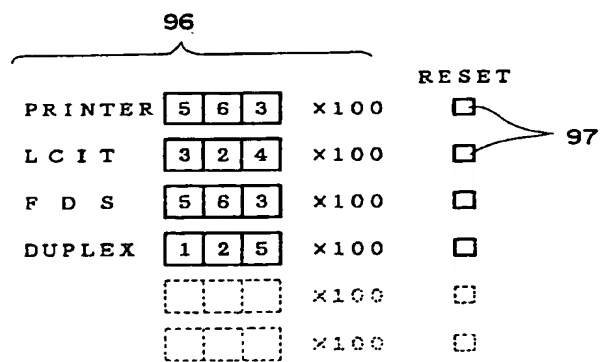 96
RESET
PRINTER 5 6 3 ×100
97
LCIT 3 2 4 ×100
FDS 5 6 3 ×100
DUPLEX 1 2 5 ×100
×100
×100